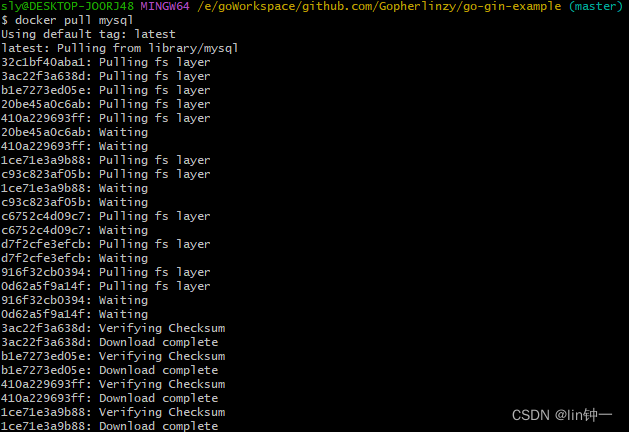 sly@DESKTOP-JOORJ48 MINGW64 /e/goWorkspace/github.com/Gopherlinzy/go-gin-example (master)
$ docker pull mysql
Using default tag: latest
latest: Pulling from library/mysql
32c1bf40aba1: Pulling fs layer
3ac22f3a638d: Pulling fs layer
b1e7273ed05e: Pulling fs layer
20be45a0c6ab: Pulling fs layer
410a229693ff: Pulling fs layer
20be45a0c6ab: Waiting
410a229693ff: Waiting
1ce71e3a9b88: Pulling fs layer
c93c823af05b: Pulling fs layer
1ce71e3a9b88: Waiting
c93c823af05b: Waiting
c6752c4d09c7: Pulling fs layer
c6752c4d09c7: Waiting
d7f2cfe3efcb: Pulling fs layer
d7f2cfe3efcb: Waiting
916f32cb0394: Pulling fs layer
0d62a5f9a14f: Pulling fs layer
916f32cb0394: Waiting
0d62a5f9a14f: Waiting
3ac22f3a638d: Verifying Checksum
3ac22f3a638d: Download complete
b1e7273ed05e: Verifying Checksum
b1e7273ed05e: Download complete
410a229693ff: Verifying Checksum
410a229693ff: Download complete
1ce71e3a9b88: Verifying Checksum
1ce71e3a9b88: Download complete
CSDN @lin钟一